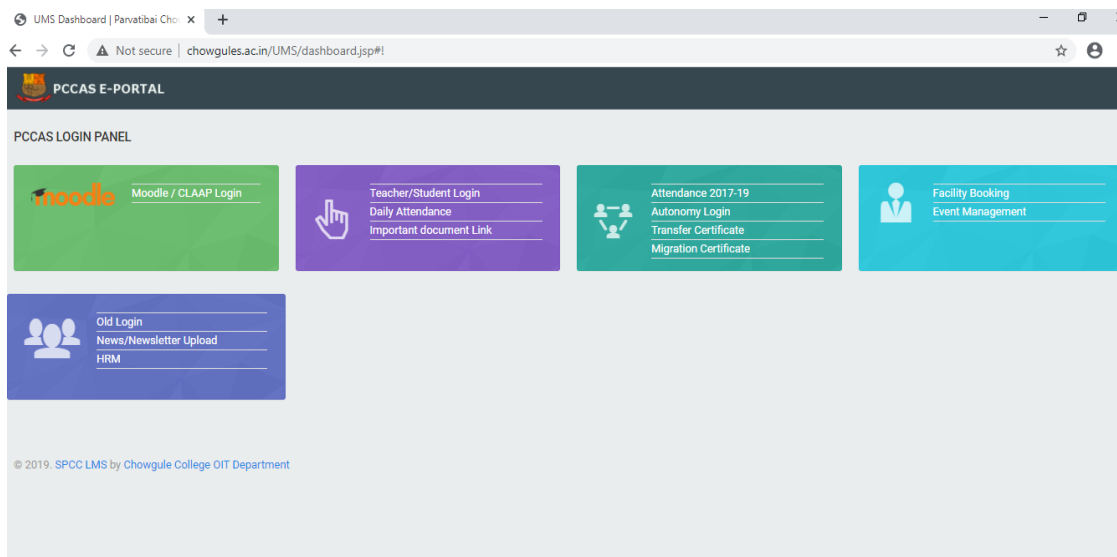 UMS Dashboard | Parvatibai Cho
Not secure | chowgules.ac.in/UMS/dashboard.jsp#!
PCCAS E-PORTAL
PCCAS LOGIN PANEL
moodle
Moodle / CLAAP Login
Teacher/Student Login
Daily Attendance
Important document Link
Attendance 2017-19
Autonomy Login
Transfer Certificate
Migration Certificate
Facility Booking
Event Management
Old Login
News/Newsletter Upload
HRM
© 2019. SPCC LMS by Chowgule College OIT Department